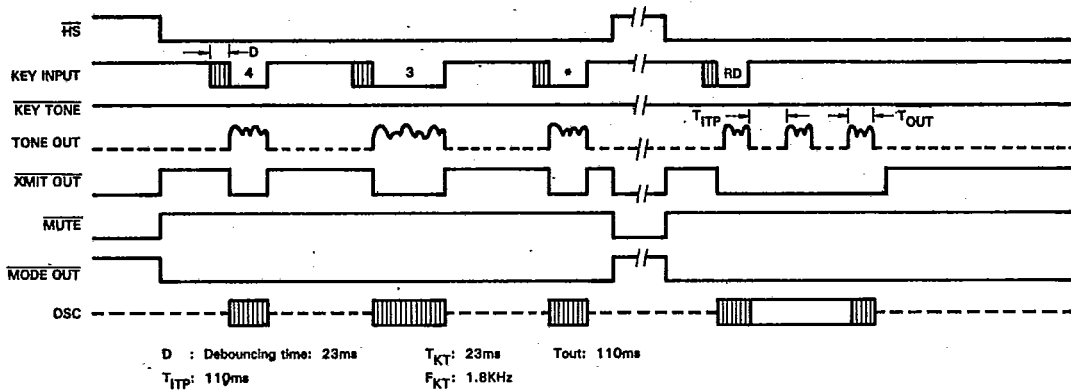 HS
D
KEY INPUT 4 3 * RD
KEY TONE
TITP TOUT
TONE OUT
XMIT OUT
MUTE
MODE OUT
OSC
D : Debouncing time: 23ms TKT: 23ms Tout: 110ms
TITP: 110ms FKT: 1.8KHz